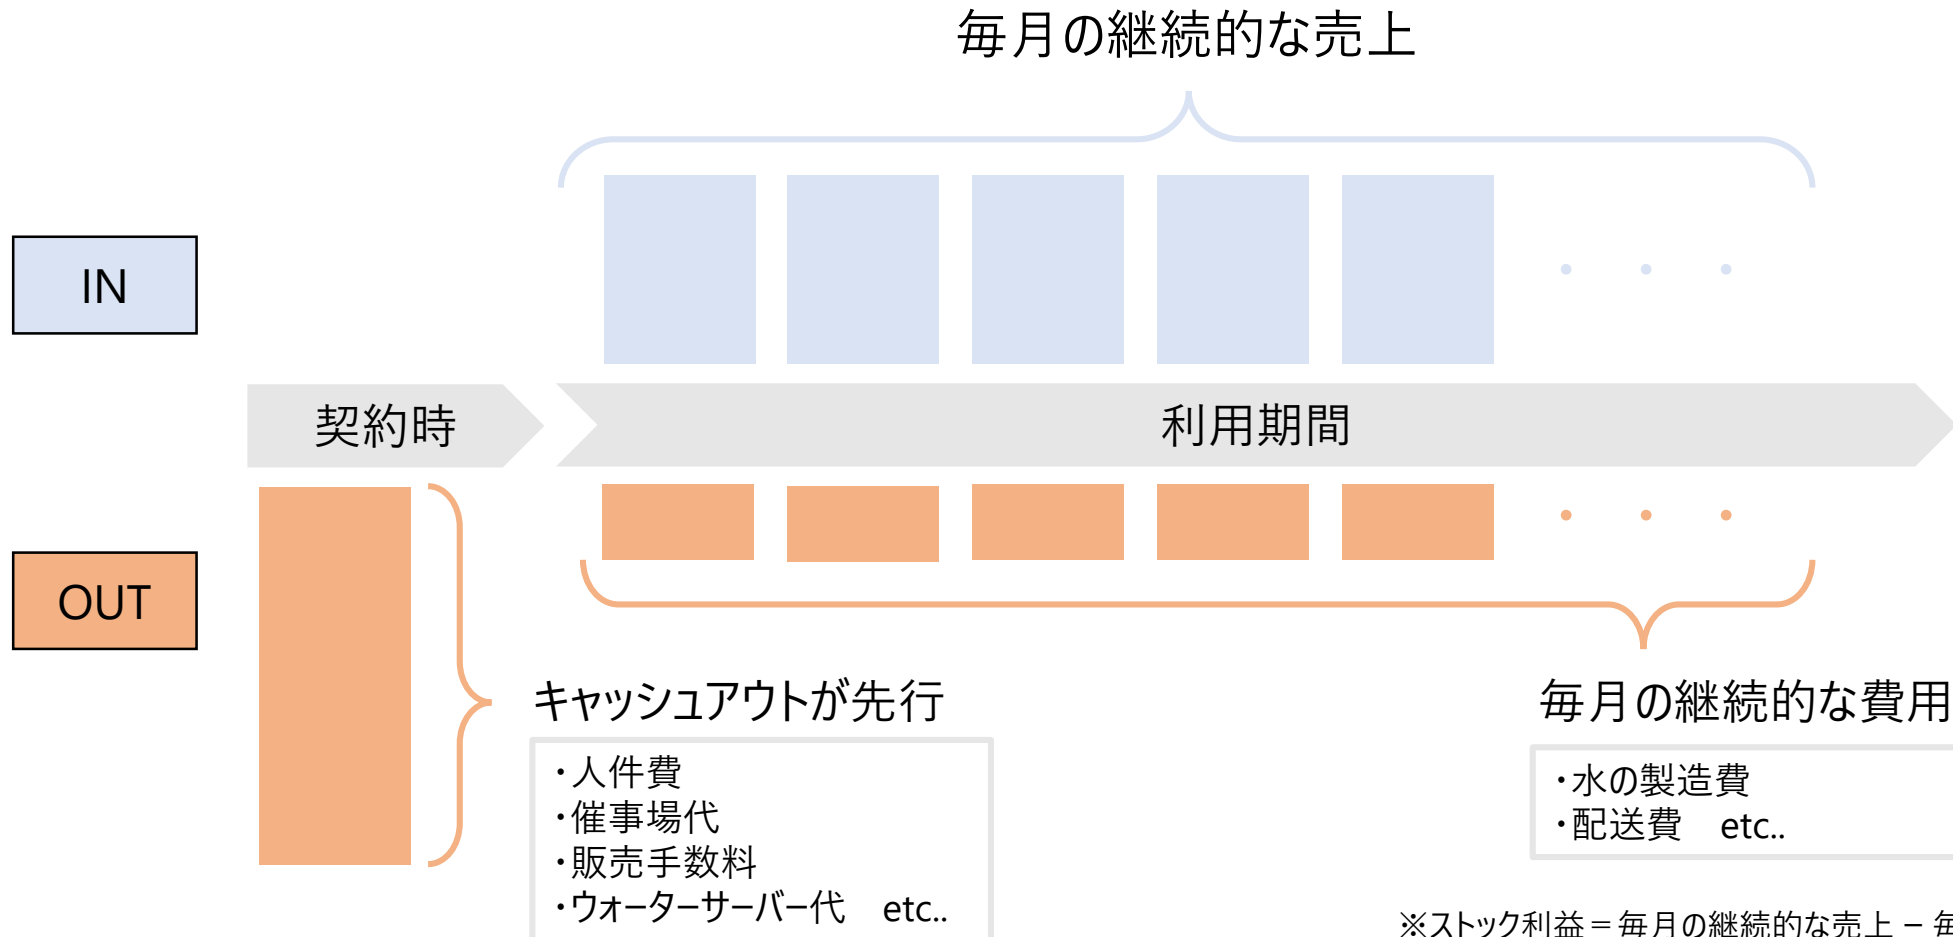 毎月の継続的な売上
IN
契約時
利用期間
OUT
キャッシュアウトが先行
・人件費
・催事場代
・販売手数料
・ウォーターサーバー代　etc..
毎月の継続的な費用
・水の製造費
・配送費　etc..
※ストック利益＝毎月の継続的な売上 － 毎